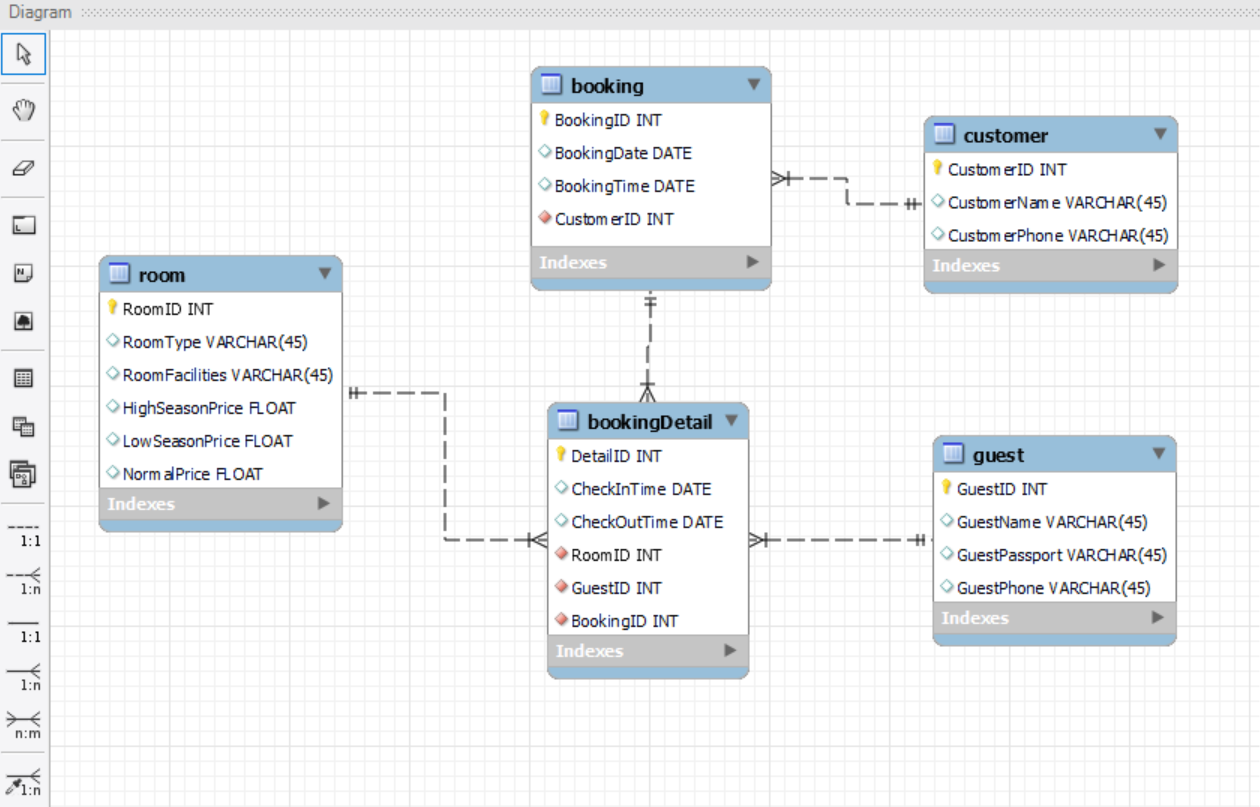 Diagram
booking
BookingID INT
BookingDate DATE
BookingTime DATE
CustomerID INT
Indexes
customer
CustomerID INT
CustomerName VARCHAR(45)
CustomerPhone VARCHAR(45)
Indexes
room
RoomID INT
RoomType VARCHAR(45)
RoomFacilities VARCHAR(45)
HighSeasonPrice FLOAT
LowSeasonPrice FLOAT
NormalPrice FLOAT
Indexes
bookingDetail
DetailID INT
CheckInTime DATE
CheckOutTime DATE
RoomID INT
GuestID INT
BookingID INT
Indexes
guest
GuestID INT
GuestName VARCHAR(45)
GuestPassport VARCHAR(45)
GuestPhone VARCHAR(45)
Indexes
N
1:1
1:n
1:1
1:n
n:m
1:n